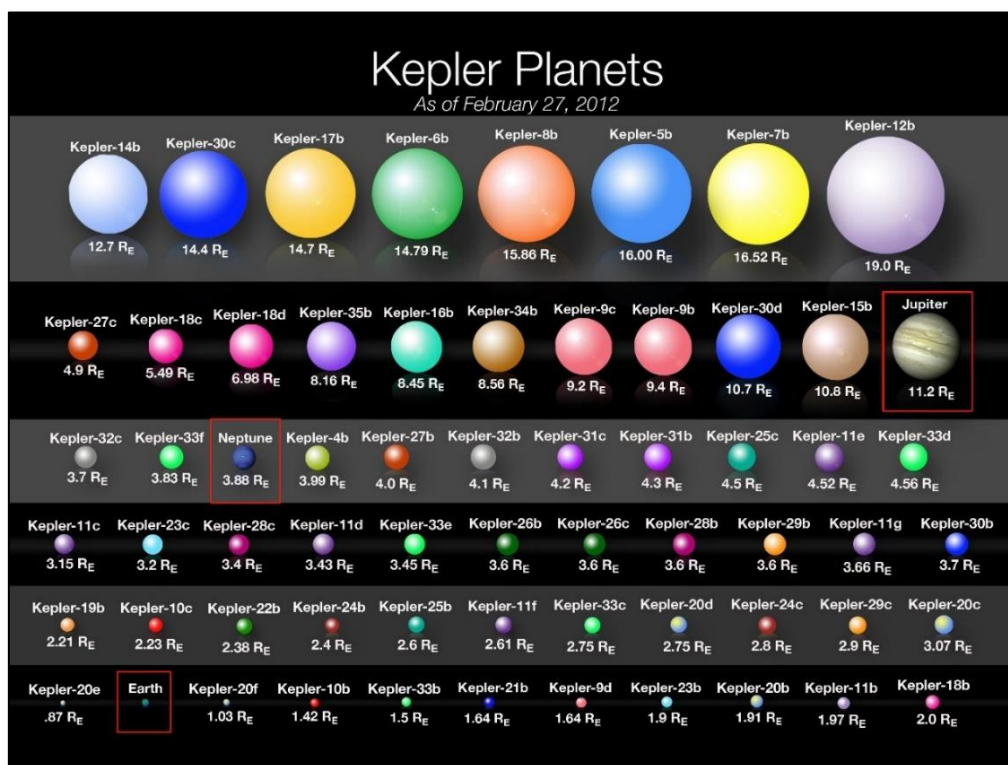 Kepler Planets
As of February 27, 2012
Kepler-14b Kepler-30c Kepler-17b Kepler-6b Kepler-8b Kepler-5b Kepler-7b Kepler-12b
12.7 RE 14.4 RE 14.7 RE 14.79 RE 15.86 RE 16.00 RE 16.52 RE 19.0 RE
Kepler-27c Kepler-18c Kepler-18d Kepler-35b Kepler-16b Kepler-34b Kepler-9c Kepler-9b Kepler-30d Kepler-15b Jupiter
4.9 RE 5.49 RE 6.98 RE 8.16 RE 8.45 RE 8.56 RE 9.2 RE 9.4 RE 10.7 RE 10.8 RE 11.2 RE
Kepler-32c Kepler-33f Neptune Kepler-4b Kepler-27b Kepler-32b Kepler-31c Kepler-31b Kepler-25c Kepler-11e Kepler-33d
3.7 RE 3.83 RE 3.88 RE 3.99 RE 4.0 RE 4.1 RE 4.2 RE 4.3 RE 4.5 RE 4.52 RE 4.56 RE
Kepler-11c Kepler-23c Kepler-28c Kepler-11d Kepler-33e Kepler-26b Kepler-26c Kepler-28b Kepler-29b Kepler-11g Kepler-30b
3.15 RE 3.2 RE 3.4 RE 3.43 RE 3.45 RE 3.6 RE 3.6 RE 3.6 RE 3.6 RE 3.66 RE 3.7 RE
Kepler-19b Kepler-10c Kepler-22b Kepler-24b Kepler-25b Kepler-11f Kepler-33c Kepler-20d Kepler-24c Kepler-29c Kepler-20c
2.21 RE 2.23 RE 2.38 RE 2.4 RE 2.6 RE 2.61 RE 2.75 RE 2.75 RE 2.8 RE 2.9 RE 3.07 RE
Kepler-20e Earth Kepler-20f Kepler-10b Kepler-33b Kepler-21b Kepler-9d Kepler-23b Kepler-20b Kepler-11b Kepler-18b
.87 RE 1.03 RE 1.42 RE 1.5 RE 1.64 RE 1.64 RE 1.9 RE 1.91 RE 1.97 RE 2.0 RE